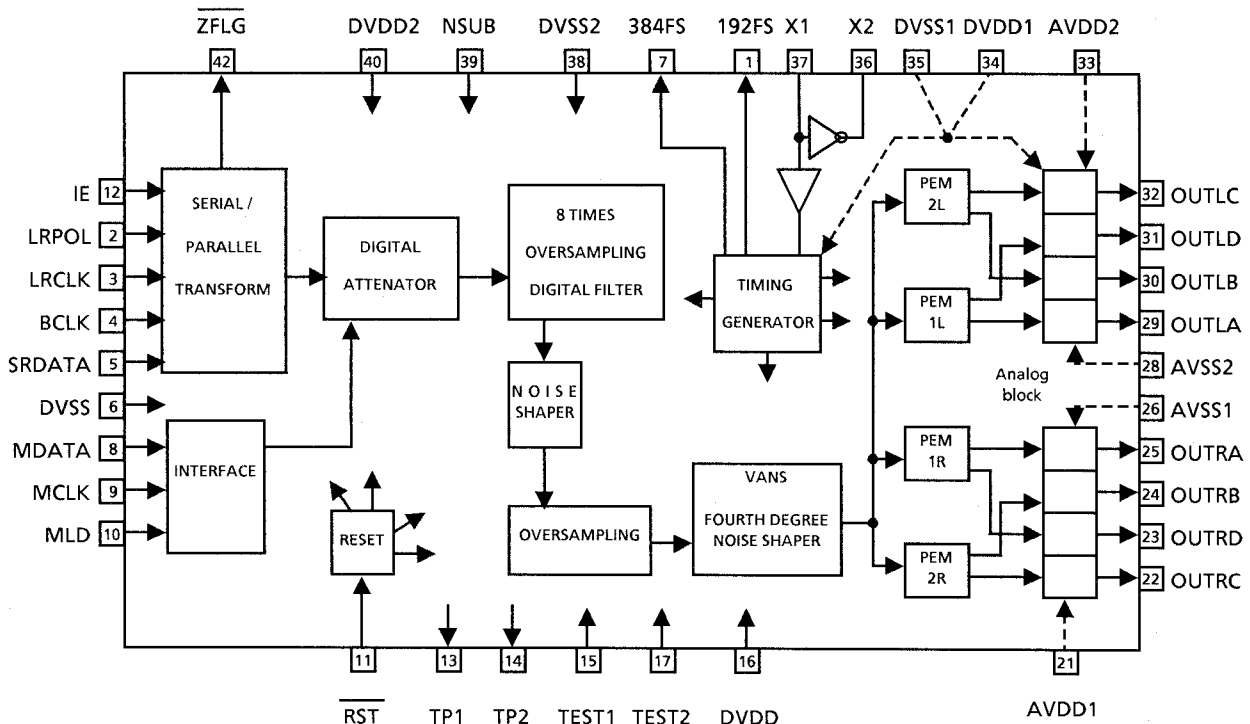 ZFLG DVDD2 NSUB DVSS2 384FS 192FS X1 X2 DVSS1 DVDD1 AVDD2
42 40 39 38 7 1 37 36 35 34 33
IE 12
LRPOL 2
LRCLK 3
BCLK 4
SRDATA 5
DVSS 6
MDATA 8
MCLK 9
MLD 10
SERIAL /
PARALLEL
TRANSFORM
INTERFACE
DIGITAL
ATTENATOR
8 TIMES
OVERSAMPLING
DIGITAL FILTER
NOISE
SHAPER
OVERSAMPLING
RESET
TIMING
GENERATOR
VANS
FOURTH DEGREE
NOISE SHAPER
PEM
2L
PEM
1L
Analog
block
PEM
1R
PEM
2R
32 OUTLC
31 OUTLD
30 OUTLB
29 OUTLA
28 AVSS2
26 AVSS1
25 OUTRA
24 OUTRB
23 OUTRD
22 OUTRC
11 13 14 15 17 16 21
RST TP1 TP2 TEST1 TEST2 DVDD AVDD1